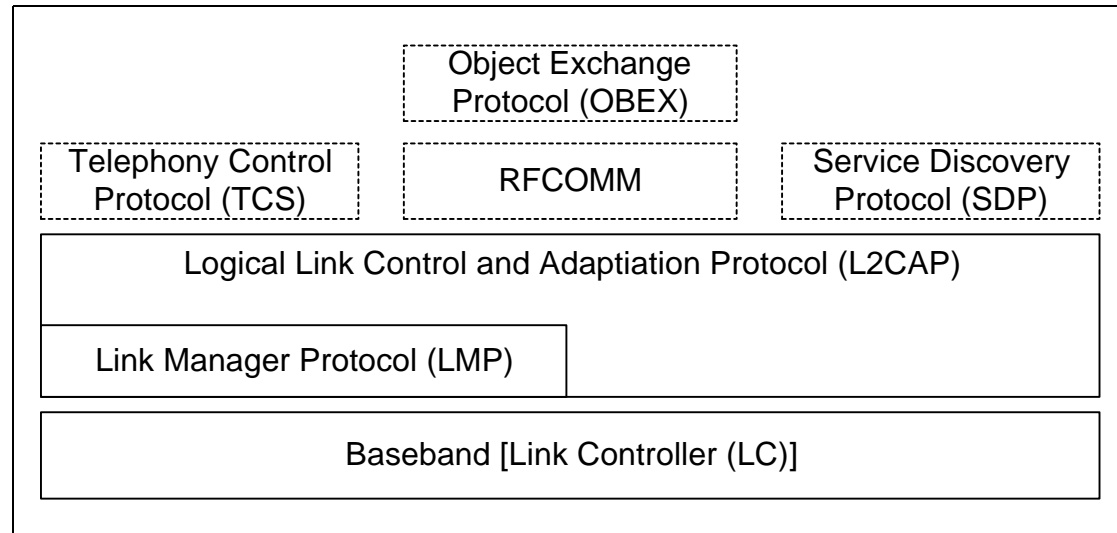 Object Exchange
Protocol (OBEX)
Telephony Control
Protocol (TCS)
RFCOMM
Service Discovery
Protocol (SDP)
Logical Link Control and Adaptiation Protocol (L2CAP)
Link Manager Protocol (LMP)
Baseband [Link Controller (LC)]